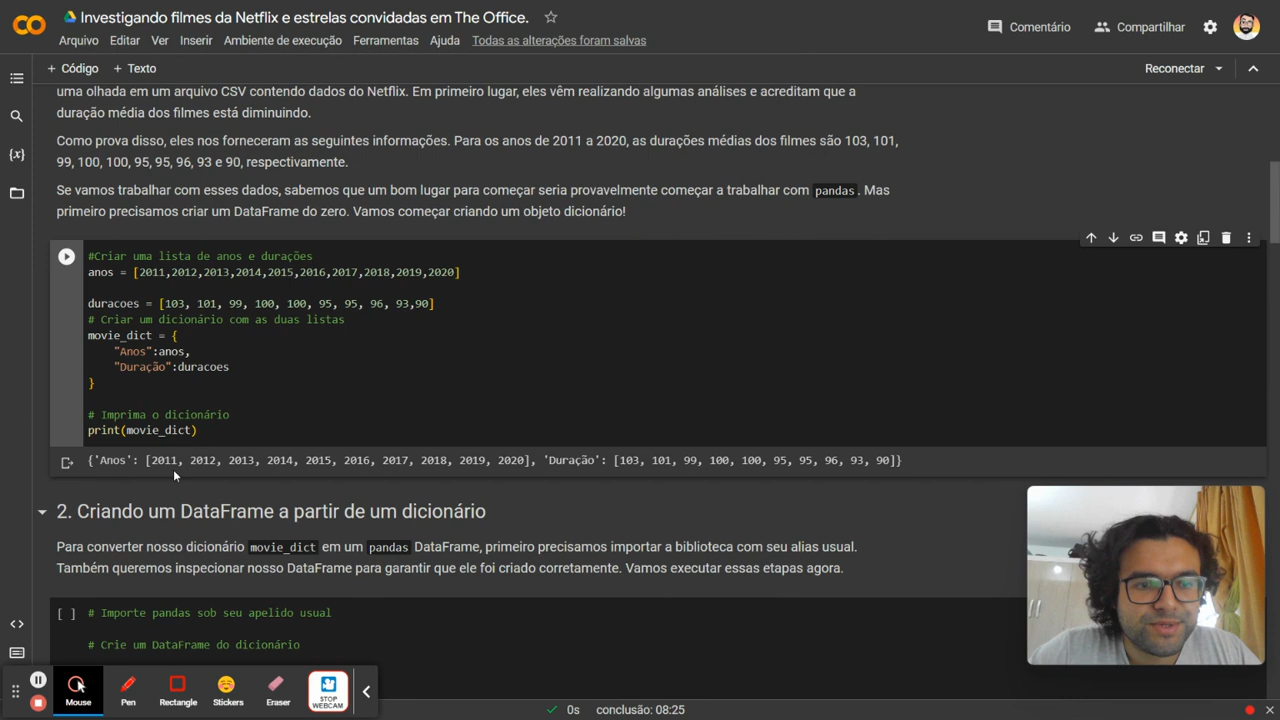 Investigando filmes da Netflix e estrelas convidadas em The Office.
Comentário
Compartilhar
Arquivo Editar Ver Inserir Ambiente de execução Ferramentas Ajuda Todas as alterações foram salvas
+ Código + Texto
Reconectar
uma olhada em um arquivo CSV contendo dados do Netflix. Em primeiro lugar, eles vêm realizando algumas análises e acreditam que a
duração média dos filmes está diminuindo.
Como prova disso, eles nos forneceram as seguintes informações. Para os anos de 2011 a 2020, as durações médias dos filmes são 103, 101,
99, 100, 100, 95, 95, 96, 93 e 90, respectivamente.
Se vamos trabalhar com esses dados, sabemos que um bom lugar para começar seria provavelmente começar a trabalhar com pandas. Mas
primeiro precisamos criar um DataFrame do zero. Vamos começar criando um objeto dicionário!
#Criar uma lista de anos e durações
anos = [2011,2012,2013,2014,2015,2016,2017,2018,2019,2020]
duracoes = [103, 101, 99, 100, 100, 95, 95, 96, 93,90]
# Criar um dicionário com as duas listas
movie_dict = {
"Anos":anos,
"Duração":duracoes
}
# Imprima o dicionário
print(movie_dict)
{'Anos': [2011, 2012, 2013, 2014, 2015, 2016, 2017, 2018, 2019, 2020], 'Duração': [103, 101, 99, 100, 100, 95, 95, 96, 93, 90]}
2. Criando um DataFrame a partir de um dicionário
Para converter nosso dicionário movie_dict em um pandas DataFrame, primeiro precisamos importar a biblioteca com seu alias usual.
Também queremos inspecionar nosso DataFrame para garantir que ele foi criado corretamente. Vamos executar essas etapas agora.
[ ] # Importe pandas sob seu apelido usual
# Crie um DataFrame do dicionário
Mouse Pen Rectangle Stickers Eraser STOP WEBCAM
0s conclusão: 08:25